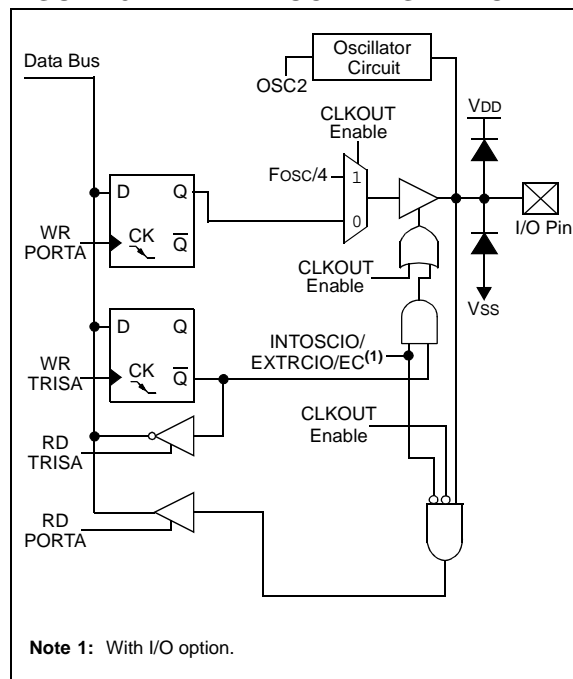 Oscillator
Circuit
Data Bus
OSC2
VDD
CLKOUT
Enable
FOSC/4
1
D
Q
I/O Pin
WR
PORTA
CK
Q
0
CLKOUT
Enable
VSS
D
Q
INTOSCIO/
EXTRCIO/EC(1)
WR
TRISA
CK
Q
CLKOUT
Enable
RD
TRISA
RD
PORTA
Note 1: With I/O option.